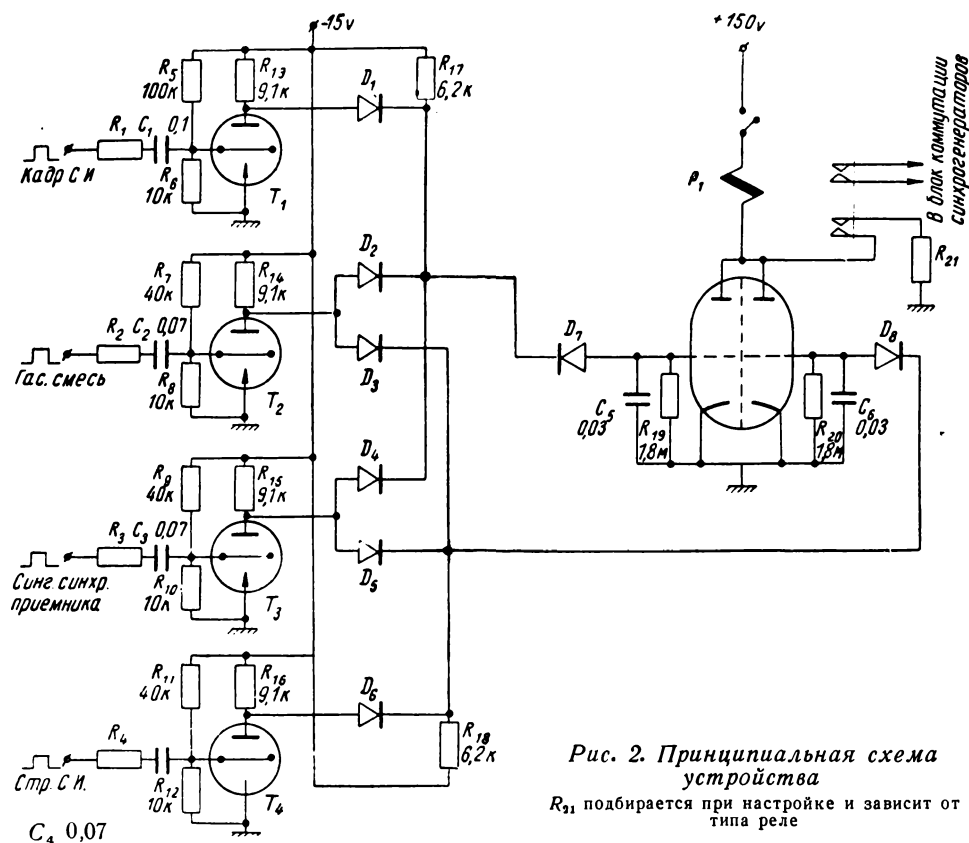 -15v
+150v
R5
100к
R13
9,1к
D1
R17
6,2к
R1
C1
0,1
Кадр С И
R6
10к
T1
P1
В блок коммутации
синхрагенераторов
R21
R7
40к
R14
9,1к
D2
R2
C2
0,07
Гас. смесь
R8
10к
T2
D3
D7
D8
C5
0,03
R19
1,8м
R20
1,8м
C6
0,03
R9
40к
R15
9,1к
D4
R3
C3
0,07
Синг. синхр.
приемника
R10
10к
T3
D5
R11
40к
R16
9,1к
D6
R4
Стр. С И.
R12
10к
T4
R18
6,2к
C4 0,07
Рис. 2. Принципиальная схема
устройства
R21 подбирается при настройке и зависит от
типа реле